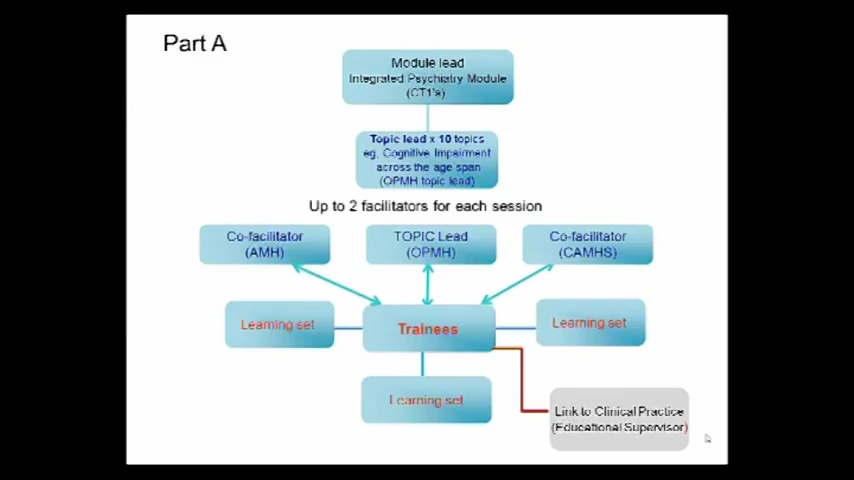 Part A
Module lead
Integrated Psychiatry Module
(CT1's)
Topic lead x 10 topics
eg, Cognitive Impairment
across the age span
(OPMH topic lead)
Up to 2 facilitators for each session
Co-facilitator
(AMH)
TOPIC Lead
(OPMH)
Co-facilitator
(CAMHS)
Learning set
Trainees
Learning set
Learning set
Link to Clinical Practice
(Educational Supervisor)